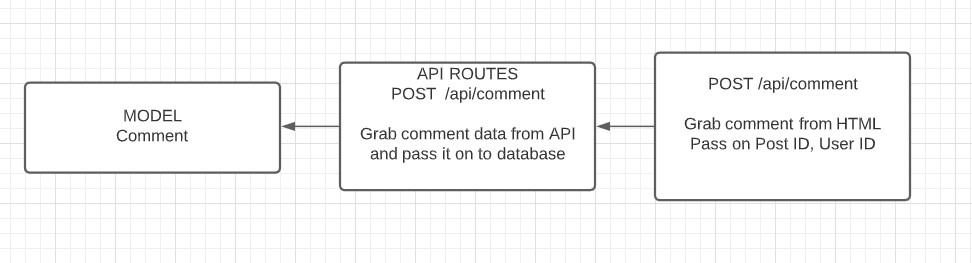 MODEL
Comment
API ROUTES
POST  /api/comment
Grab comment data from API
and pass it on to database
POST /api/comment
Grab comment from HTML
Pass on Post ID, User ID